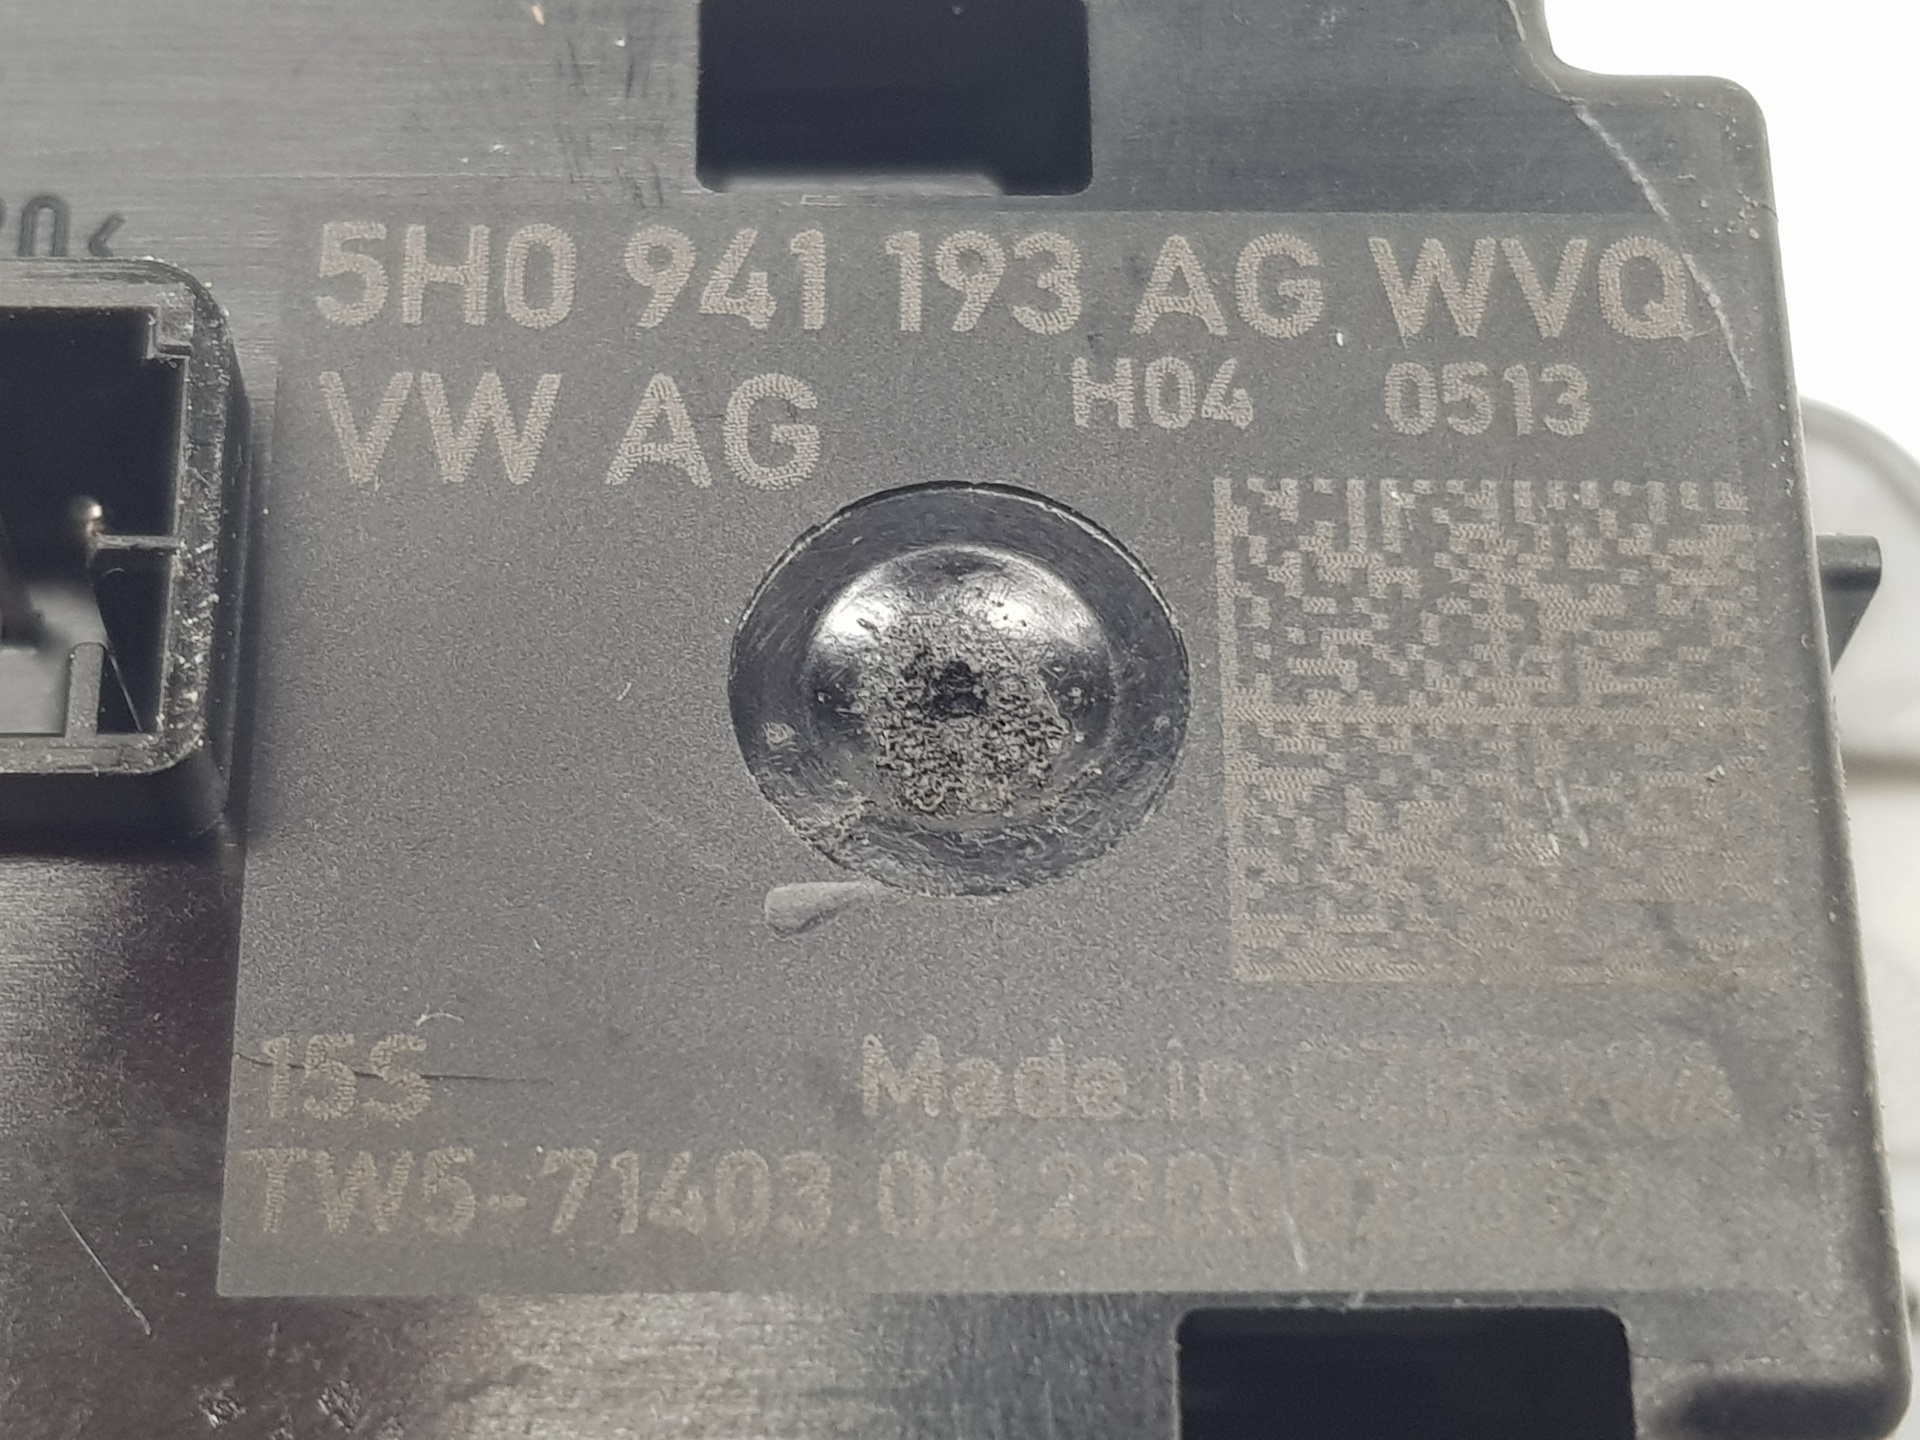 5H0 941 193 AG WVQ
VW AG H04 0513
15S Made in